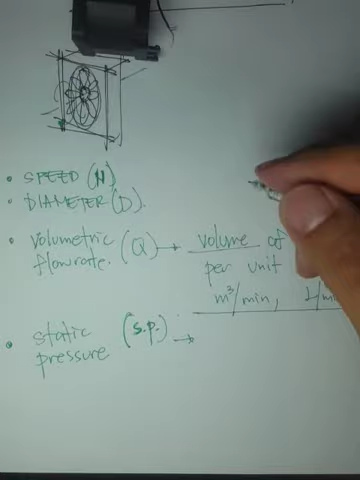 • SPEED (N)
• DIAMETER (D).
• volumetric flowrate. (Q) → volume of
per unit
m³/min, L/
• static pressure (s.p.) →